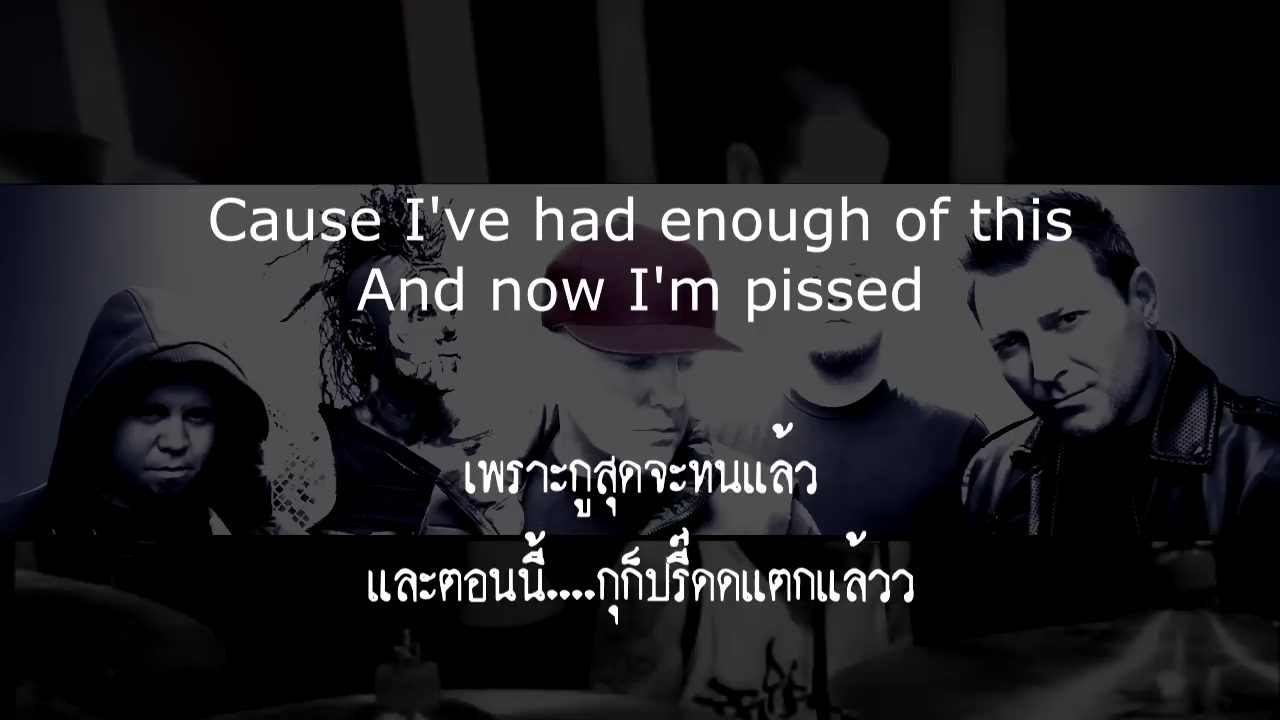 Cause I've had enough of this
And now I'm pissed
เพราะกูสุดจะทนแล้ว
และตอนนี้....กุก็ปรี๊ดดแตกแล้วว